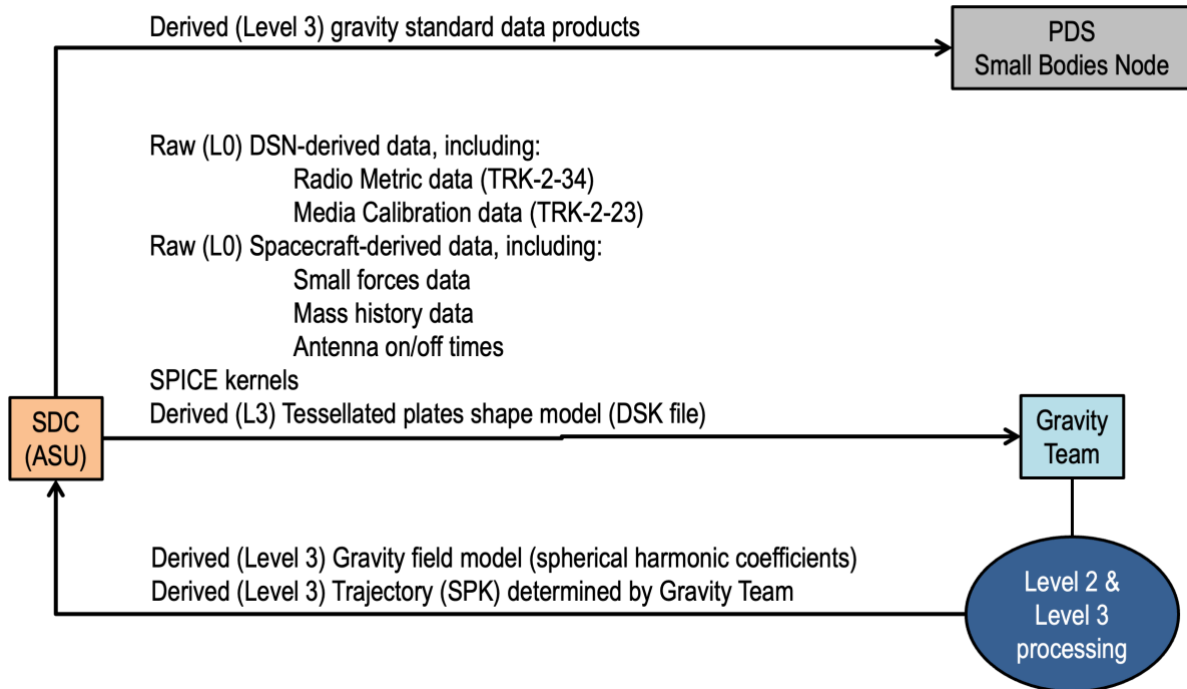 Derived (Level 3) gravity standard data products
PDS
Small Bodies Node
Raw (L0) DSN-derived data, including:
Radio Metric data (TRK-2-34)
Media Calibration data (TRK-2-23)
Raw (L0) Spacecraft-derived data, including:
Small forces data
Mass history data
Antenna on/off times
SPICE kernels
Derived (L3) Tessellated plates shape model (DSK file)
SDC
(ASU)
Gravity
Team
Derived (Level 3) Gravity field model (spherical harmonic coefficients)
Derived (Level 3) Trajectory (SPK) determined by Gravity Team
Level 2 &
Level 3
processing